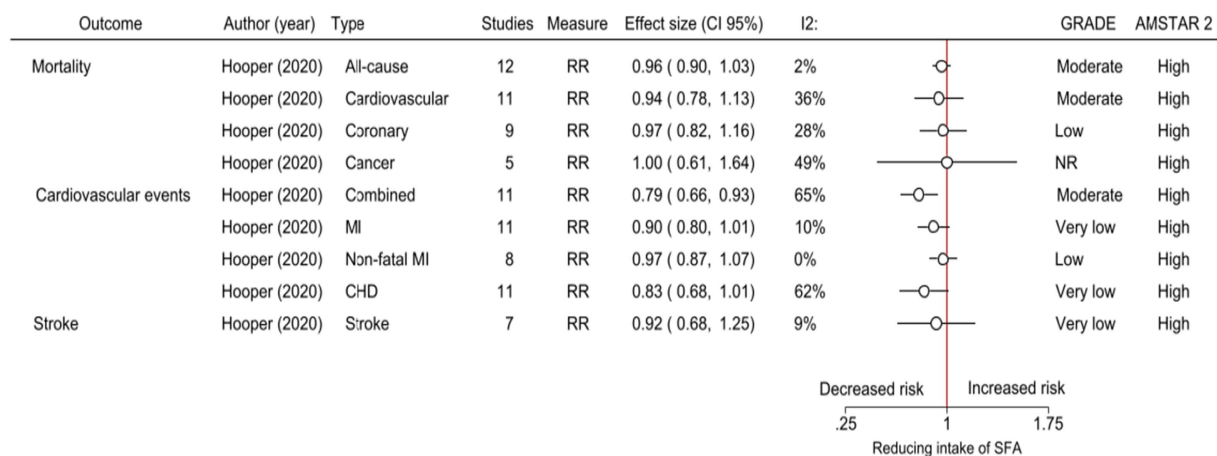 Outcome Author (year) Type Studies Measure Effect size (CI 95%) I2: GRADE AMSTAR 2
Mortality Hooper (2020) All-cause 12 RR 0.96 ( 0.90, 1.03) 2% Moderate High
Hooper (2020) Cardiovascular 11 RR 0.94 ( 0.78, 1.13) 36% Moderate High
Hooper (2020) Coronary 9 RR 0.97 ( 0.82, 1.16) 28% Low High
Hooper (2020) Cancer 5 RR 1.00 ( 0.61, 1.64) 49% NR High
Cardiovascular events Hooper (2020) Combined 11 RR 0.79 ( 0.66, 0.93) 65% Moderate High
Hooper (2020) MI 11 RR 0.90 ( 0.80, 1.01) 10% Very low High
Hooper (2020) Non-fatal MI 8 RR 0.97 ( 0.87, 1.07) 0% Low High
Hooper (2020) CHD 11 RR 0.83 ( 0.68, 1.01) 62% Very low High
Stroke Hooper (2020) Stroke 7 RR 0.92 ( 0.68, 1.25) 9% Very low High
Decreased risk Increased risk
.25 1 1.75
Reducing intake of SFA